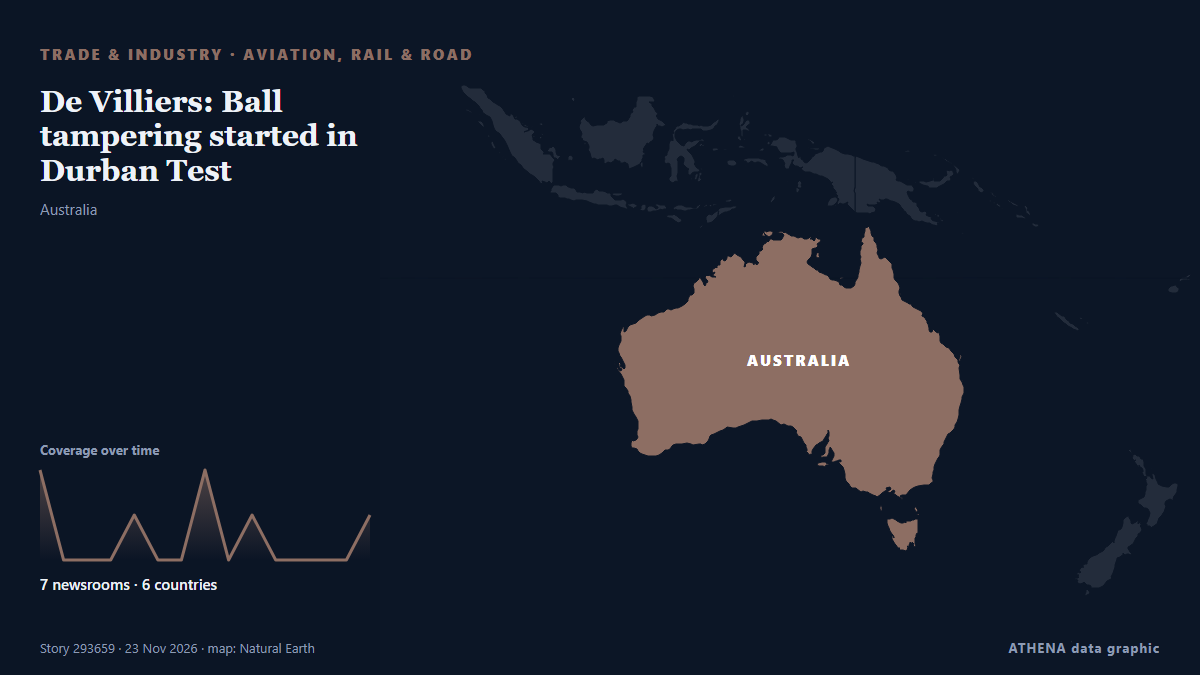 TRADE & INDUSTRY · AVIATION, RAIL & ROAD
De Villiers: Ball
tampering started in
Durban Test
Australia
AUSTRALIA
Coverage over time
7 newsrooms · 6 countries
Story 293659 · 23 Nov 2026 · map: Natural Earth
ATHENA data graphic